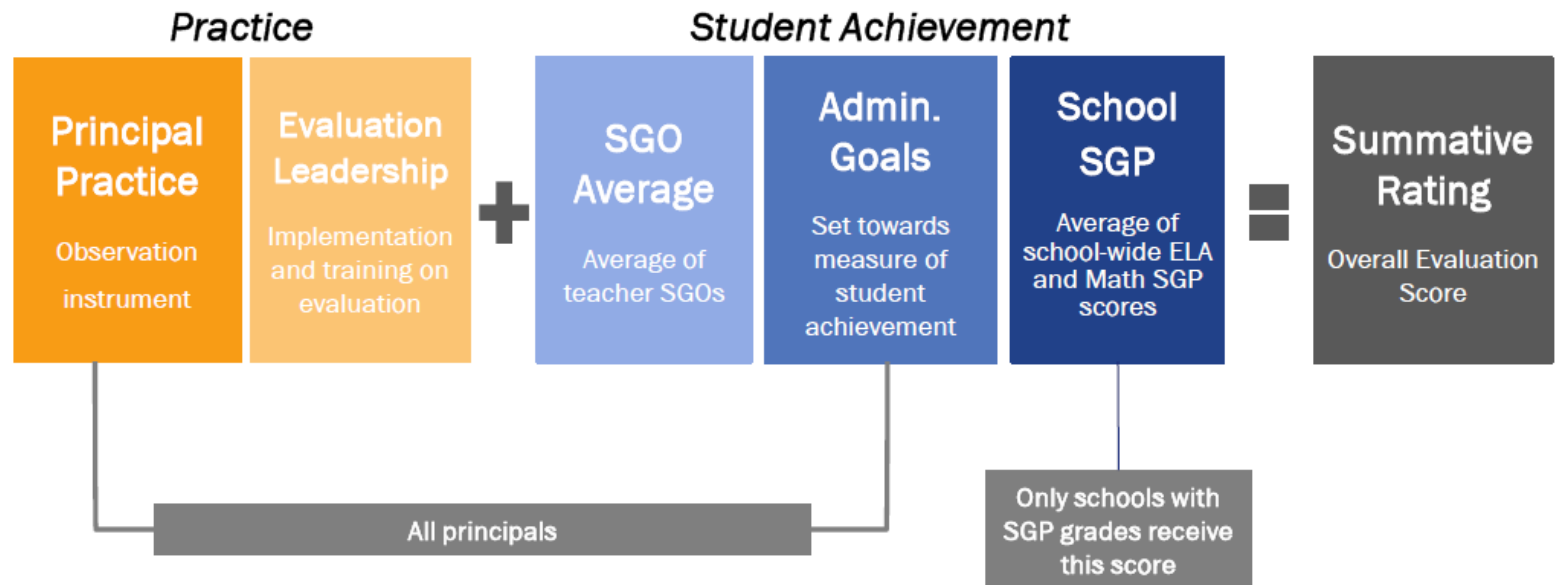 Practice
Student Achievement
Principal
Practice
Observation
instrument
Evaluation
Leadership
Implementation
and training on
evaluation
+
SGO
Average
Average of
teacher SGOs
Admin.
Goals
Set towards
measure of
student
achievement
School
SGP
Average of
school-wide ELA
and Math SGP
scores
=
Summative
Rating
Overall Evaluation
Score
All principals
Only schools with
SGP grades receive
this score